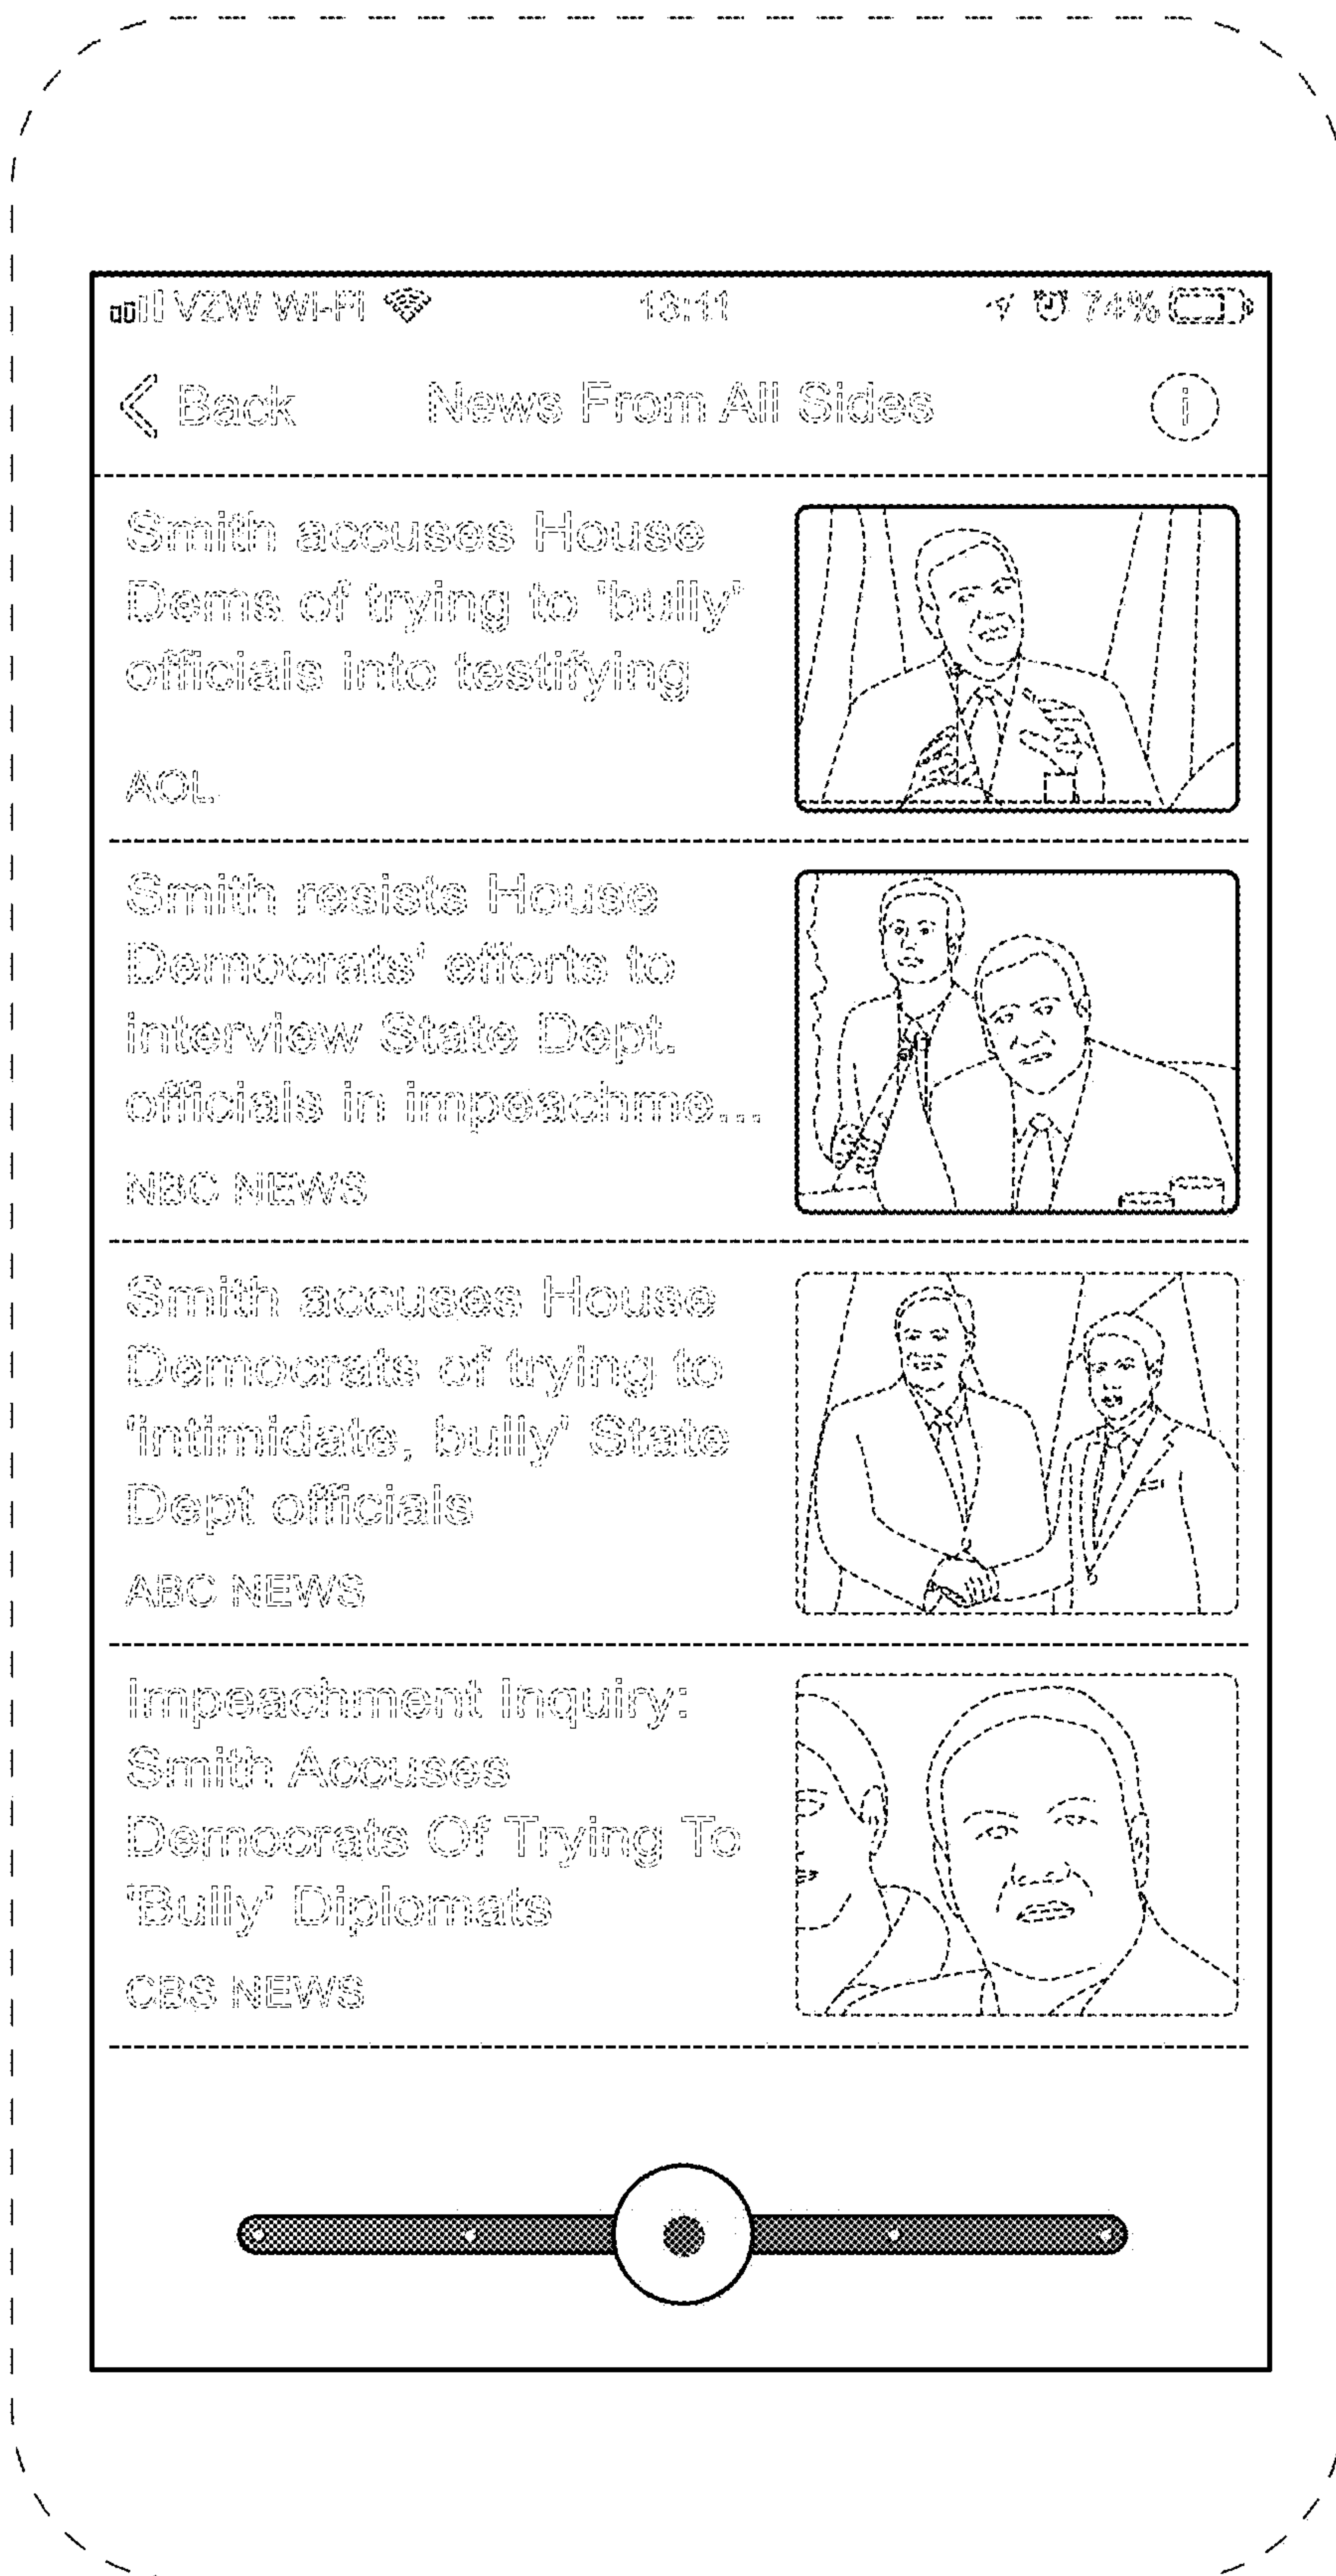 VZW Wi-Fi 13:11 74%
Back News From All Sides i
Smith accuses House
Dems of trying to 'bully'
officials into testifying
AOL.
Smith resists House
Democrats' efforts to
interview State Dept.
officials in impeachme...
NBC NEWS
Smith accuses House
Democrats of trying to
'intimidate, bully' State
Dept officials
ABC NEWS
Impeachment Inquiry:
Smith Accuses
Democrats Of Trying To
'Bully' Diplomats
CBS NEWS